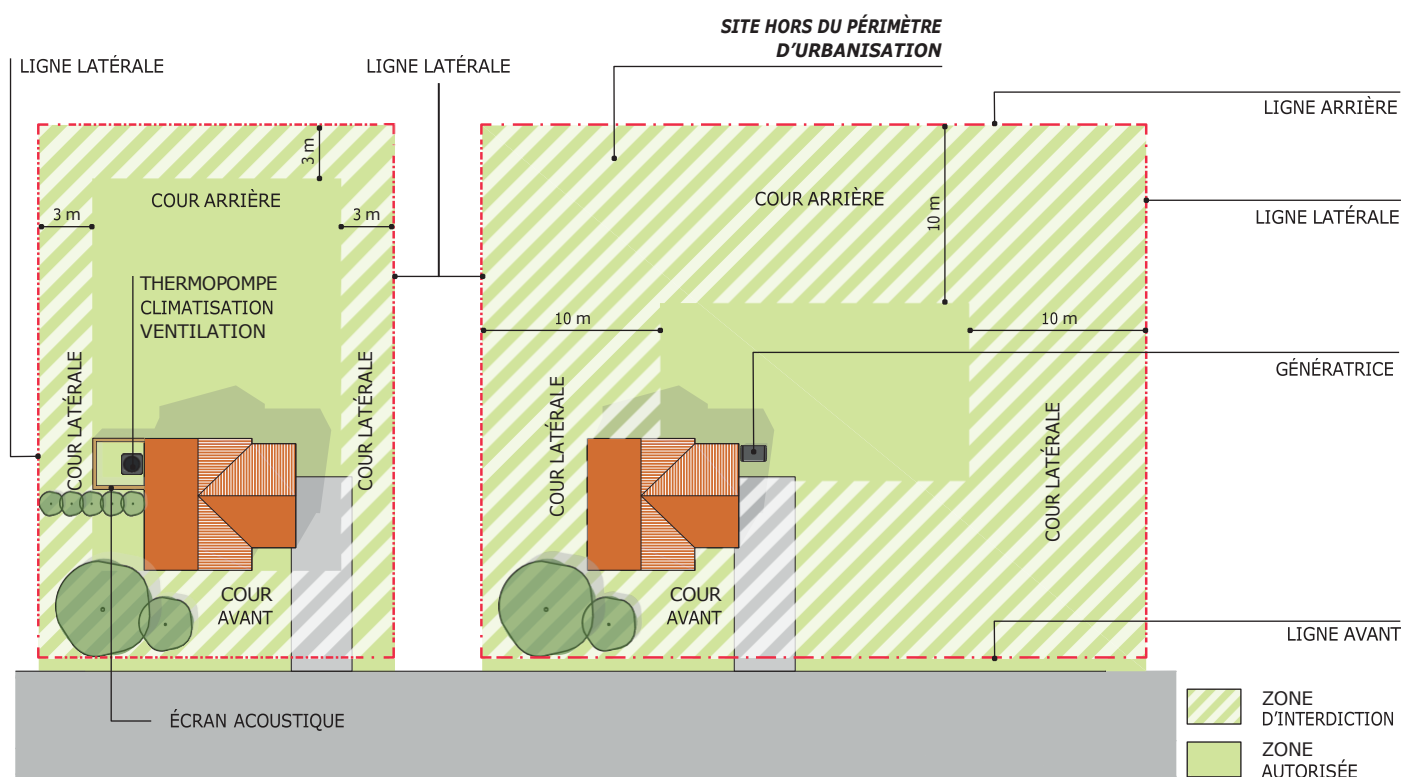 SITE HORS DU PÉRIMÈTRE
D'URBANISATION
LIGNE LATÉRALE
LIGNE LATÉRALE
LIGNE ARRIÈRE
3 m
COUR ARRIÈRE
3 m
3 m
COUR ARRIÈRE
10 m
LIGNE LATÉRALE
THERMOPOMPE
CLIMATISATION
VENTILATION
10 m
10 m
GÉNÉRATRICE
COUR LATÉRALE
COUR LATÉRALE
COUR LATÉRALE
COUR LATÉRALE
COUR
AVANT
COUR
AVANT
LIGNE AVANT
ÉCRAN ACOUSTIQUE
ZONE
D'INTERDICTION
ZONE
AUTORISÉE